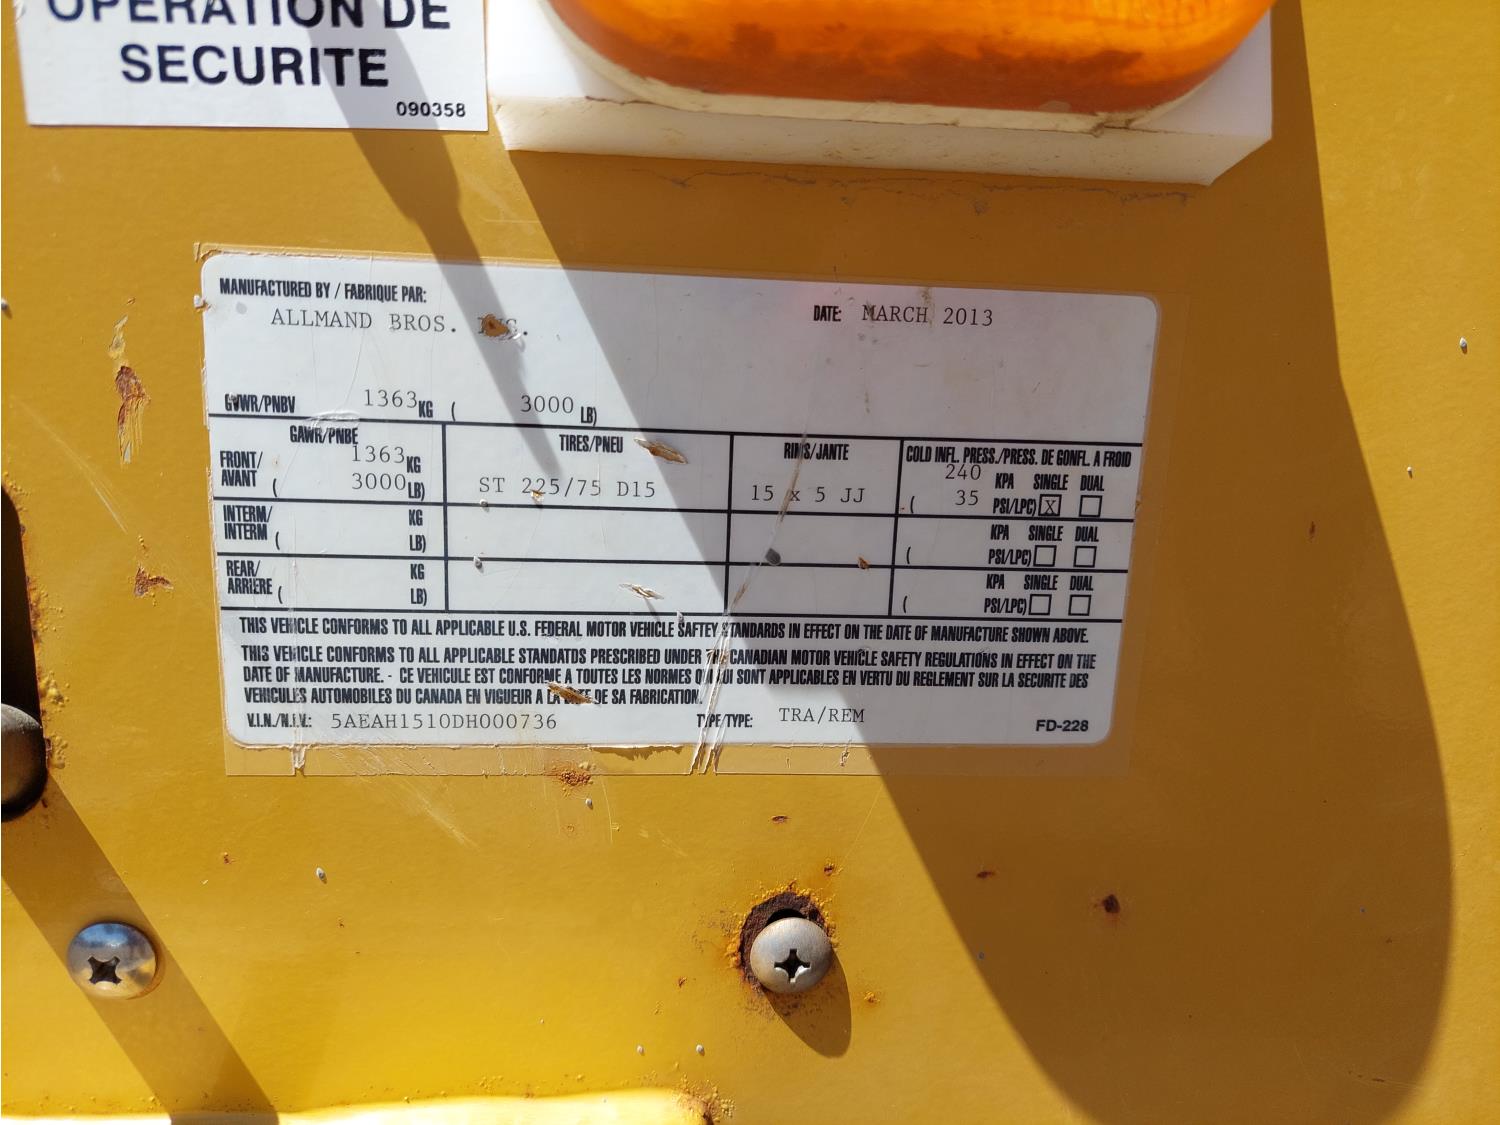 OPERATION DE
SECURITE
090358
MANUFACTURED BY / FABRIQUE PAR:
ALLMAND BROS.
DATE: MARCH 2013
GVWR/PNBV 1363 KG ( 3000 LB)
GAWR/PNBE TIRES/PNEU RIMS/JANTE COLD INFL. PRESS./PRESS. DE GONFL. A FROID
FRONT/ 1363 KG 240 KPA SINGLE DUAL
AVANT ( 3000 LB) ST 225/75 D15 15 x 5 JJ ( 35 PSI/LPC) X
INTERM/ KG KPA SINGLE DUAL
INTERM ( LB) ( PSI/LPC)
REAR/ KG KPA SINGLE DUAL
ARRIERE ( LB) ( PSI/LPC)
THIS VEHICLE CONFORMS TO ALL APPLICABLE U.S. FEDERAL MOTOR VEHICLE SAFTEY STANDARDS IN EFFECT ON THE DATE OF MANUFACTURE SHOWN ABOVE.
THIS VEHICLE CONFORMS TO ALL APPLICABLE STANDATDS PRESCRIBED UNDER THE CANADIAN MOTOR VEHICLE SAFETY REGULATIONS IN EFFECT ON THE
DATE OF MANUFACTURE. - CE VEHICULE EST CONFORME A TOUTES LES NORMES QUI LUI SONT APPLICABLES EN VERTU DU REGLEMENT SUR LA SECURITE DES
VEHICULES AUTOMOBILES DU CANADA EN VIGUEUR A LA DATE DE SA FABRICATION.
V.I.N./N.I.V.: 5AEAH1510DH000736 TYPE/TYPE: TRA/REM FD-228